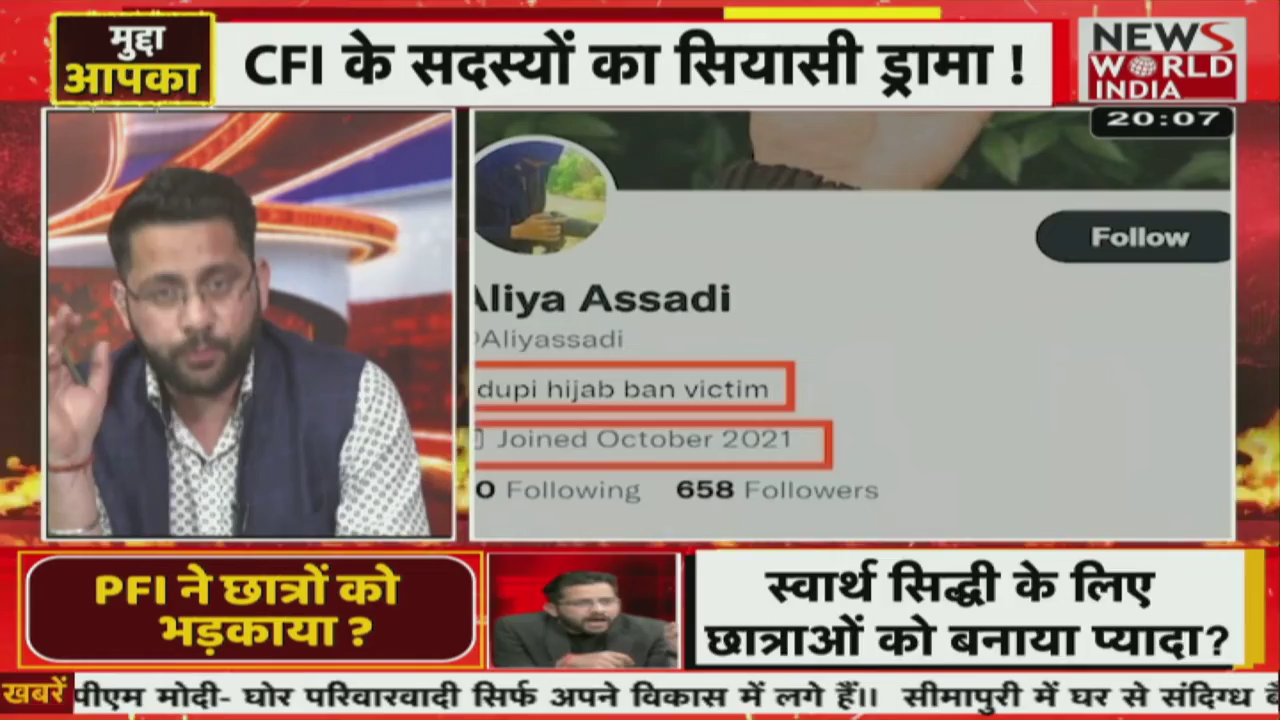 मुद्दा
आपका
CFI के सदस्यों का सियासी ड्रामा !
NEWS
WORLD
INDIA
20:07
Follow
Aliya Assadi
@Aliyassadi
dupi hijab ban victim
Joined October 2021
0 Following 658 Followers
PFI ने छात्रों को
भड़काया ?
स्वार्थ सिद्धी के लिए
छात्राओं को बनाया प्यादा?
खबरें पीएम मोदी- घोर परिवारवादी सिर्फ अपने विकास में लगे हैं।। सीमापुरी में घर से संदिग्ध